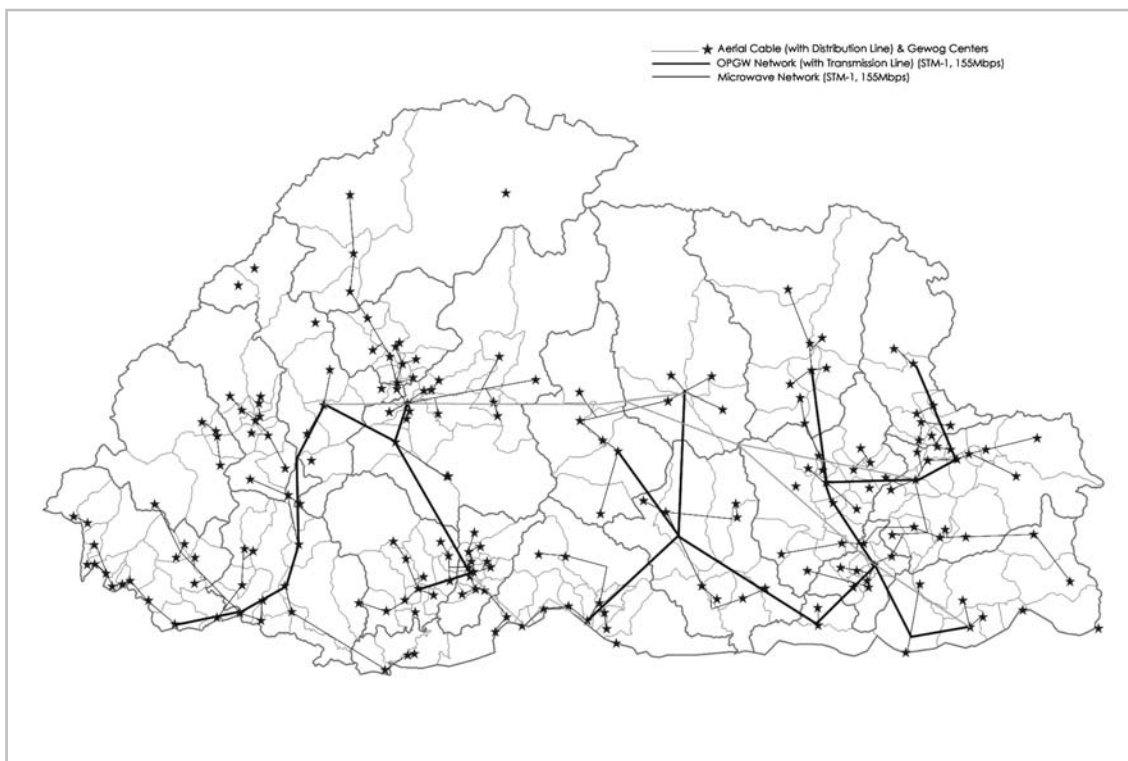 Aerial Cable (with Distribution Line) & Gewog Centers
OPGW Network (with Transmission Line) (STM-1, 155Mbps)
Microwave Network (STM-1, 155Mbps)